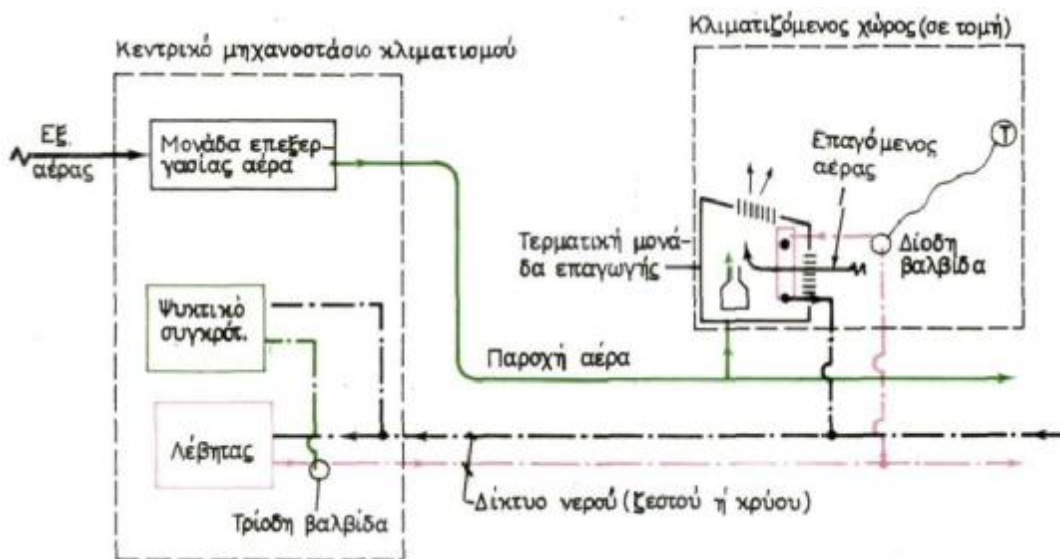 Κλιματιζόμενος χώρος (σε τομή)
Κεντρικό μηχανοστάσιο κλιματισμού
Εξ.
αέρας
Μονάδα επεξερ-
γασίας αέρα
Επαγόμενος
αέρας
T
Τερματική μονά-
δα επαγωγής
Δίοδη
βαλβίδα
Ψυκτικό
συγκρότ.
Παροχή αέρα
Λέβητας
Τρίοδη βαλβίδα
Δίκτυο νερού (ζεστού ή κρύου)